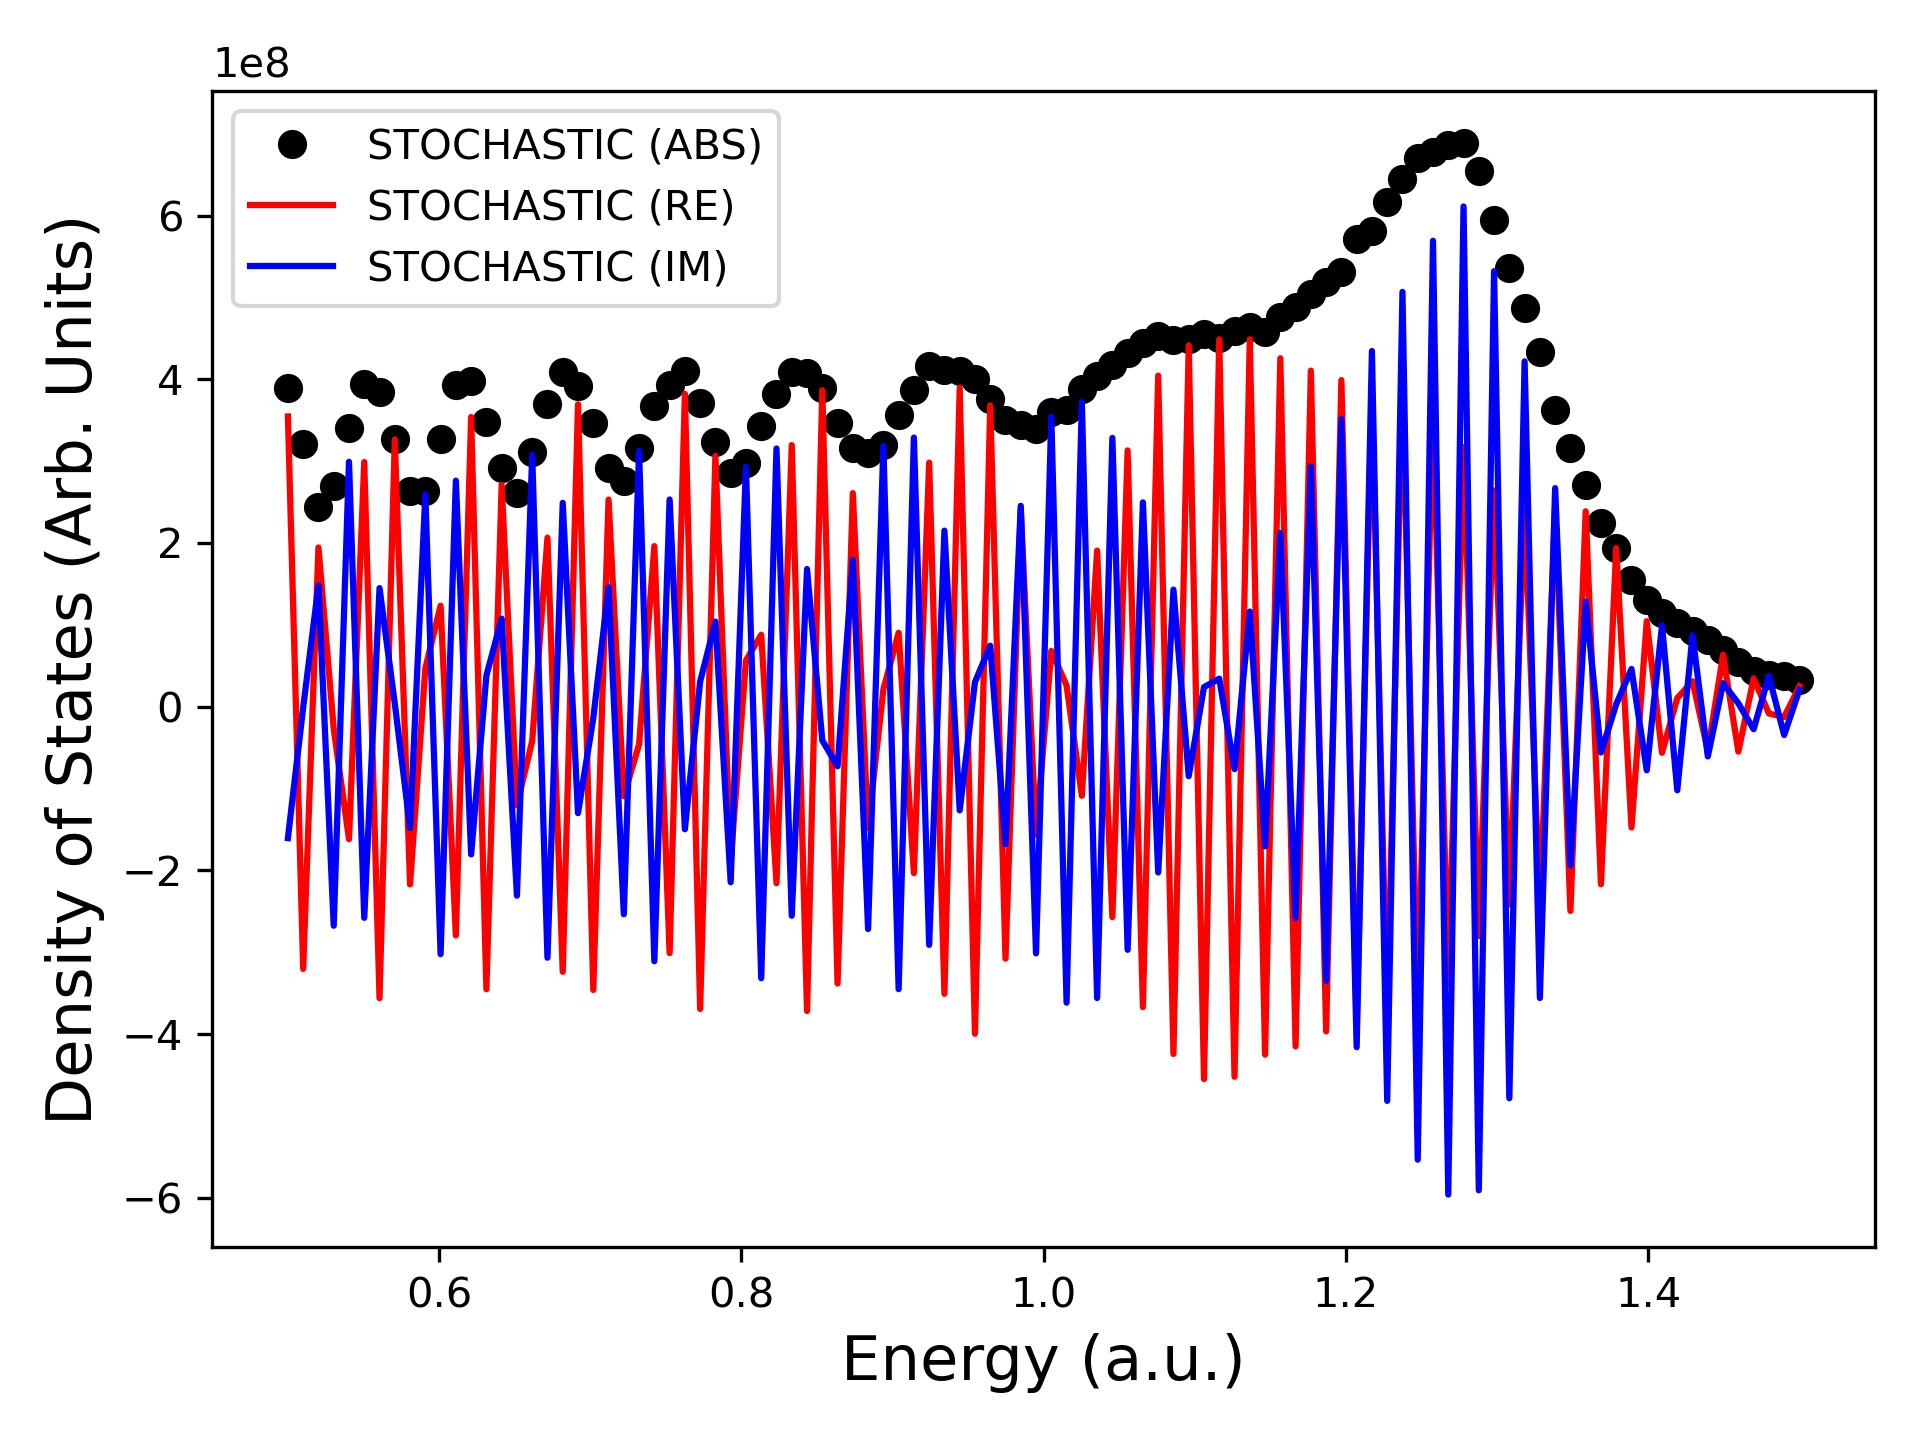 1e8
STOCHASTIC (ABS)
STOCHASTIC (RE)
STOCHASTIC (IM)
Density of States (Arb. Units)
6
4
2
0
−2
−4
−6
0.6 0.8 1.0 1.2 1.4
Energy (a.u.)